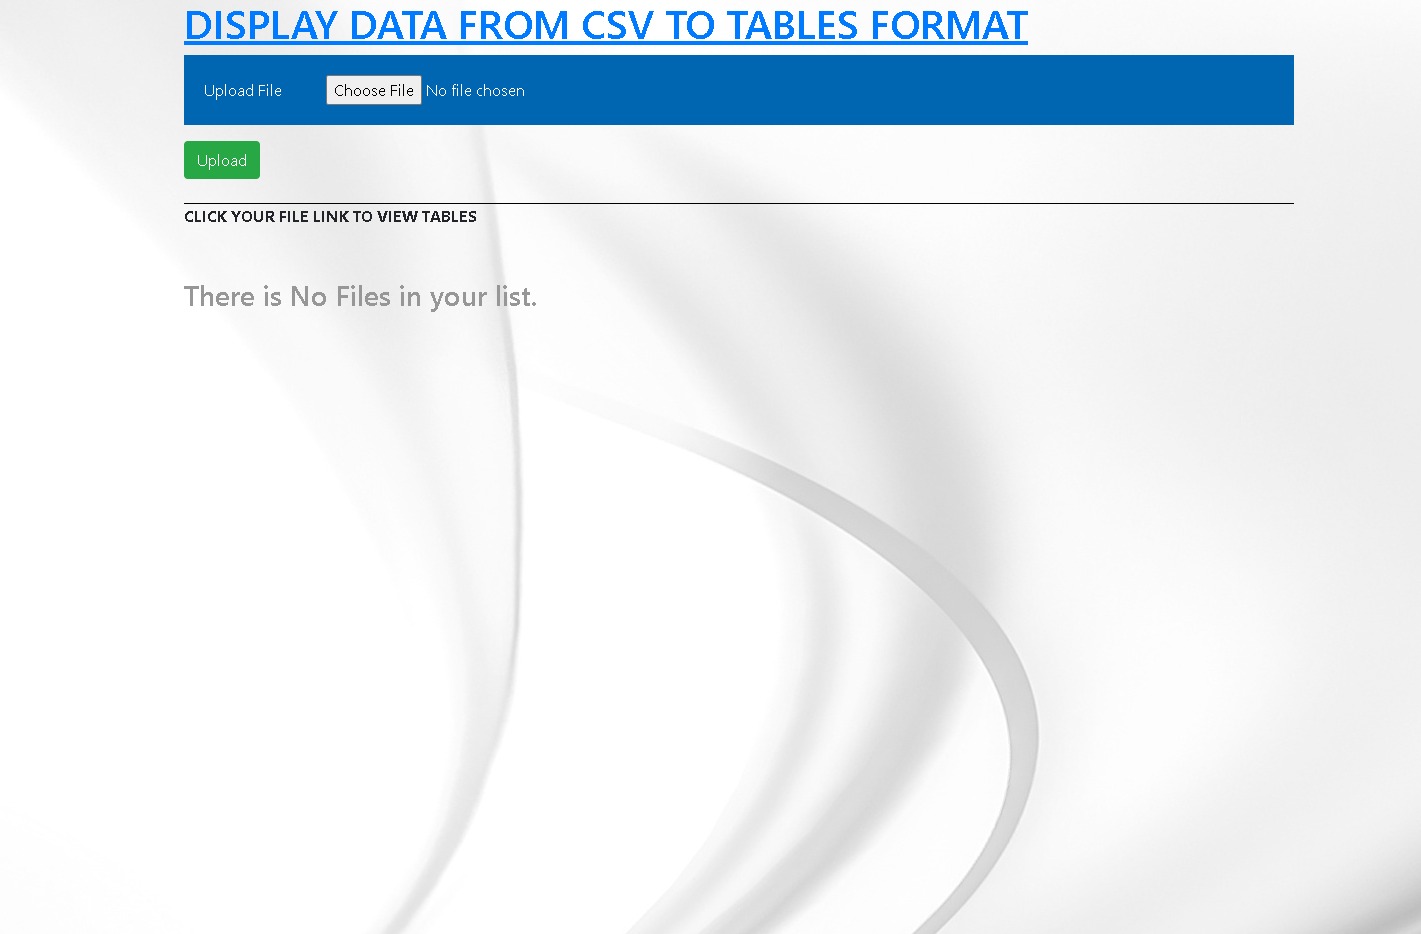 DISPLAY DATA FROM CSV TO TABLES FORMAT
Upload File Choose File No file chosen
Upload
CLICK YOUR FILE LINK TO VIEW TABLES
There is No Files in your list.